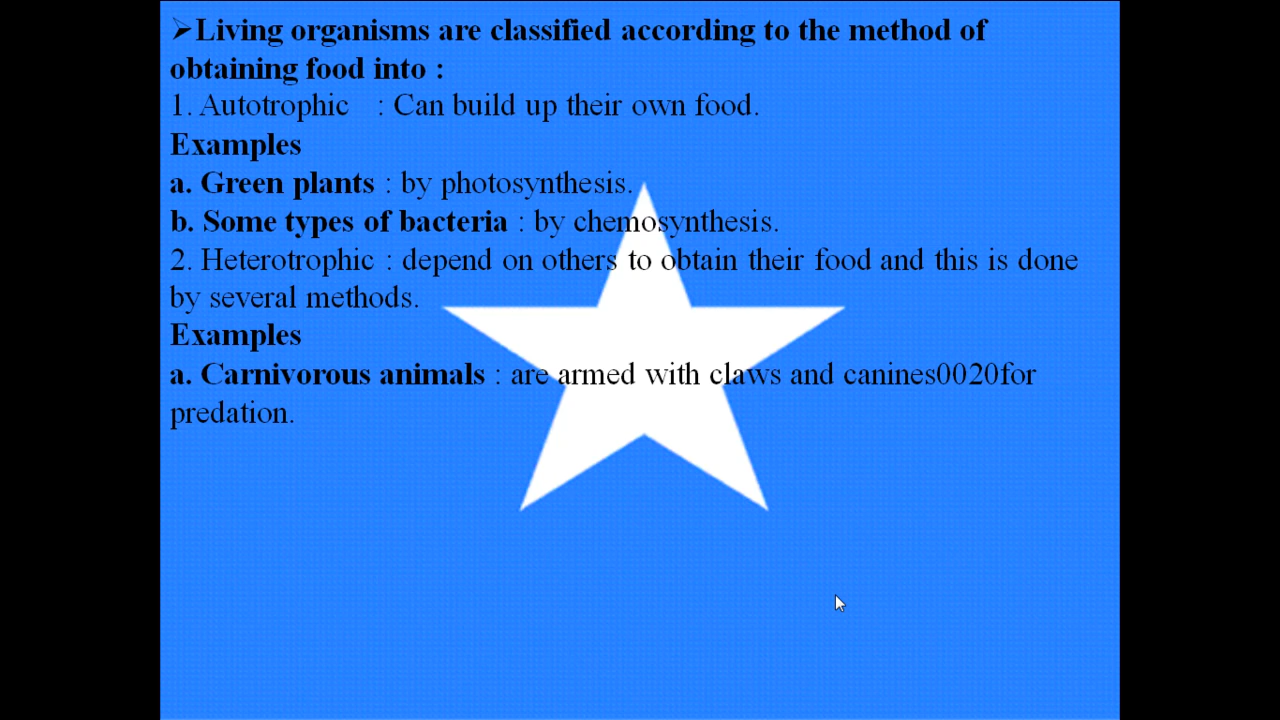 ➢Living organisms are classified according to the method of
obtaining food into :
1. Autotrophic : Can build up their own food.
Examples
a. Green plants : by photosynthesis.
b. Some types of bacteria : by chemosynthesis.
2. Heterotrophic : depend on others to obtain their food and this is done
by several methods.
Examples
a. Carnivorous animals : are armed with claws and canines0020for
predation.